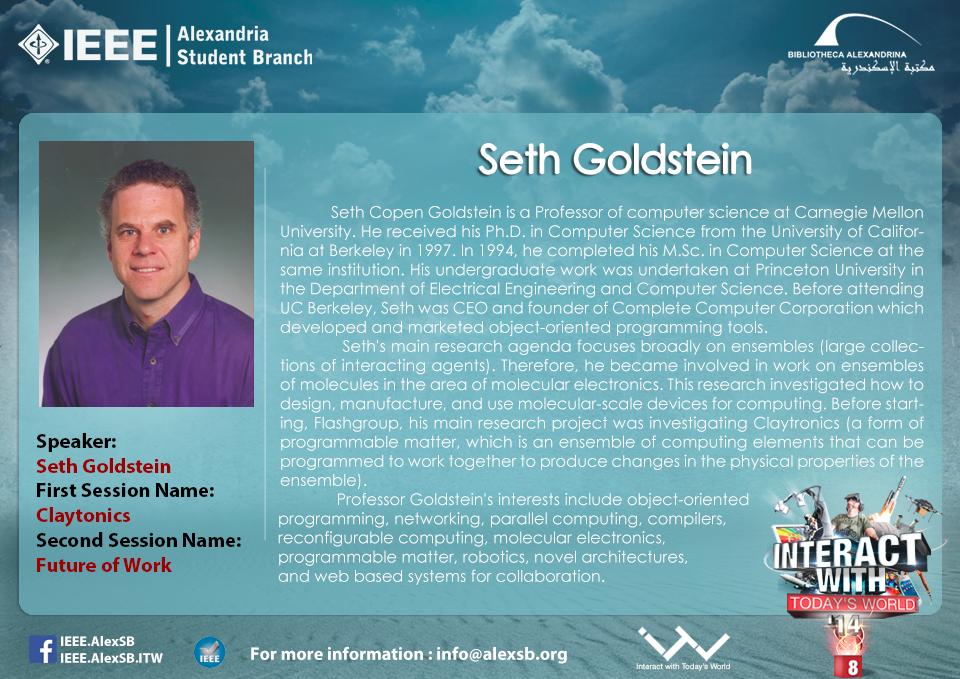 IEEE
Alexandria
Student Branch
BIBLIOTHECA ALEXANDRINA
مكتبة الإسكندرية
Seth Goldstein
Seth Copen Goldstein is a Professor of computer science at Carnegie Mellon
University. He received his Ph.D. in Computer Science from the University of Califor-
nia at Berkeley in 1997. In 1994, he completed his M.Sc. in Computer Science at the
same institution. His undergraduate work was undertaken at Princeton University in
the Department of Electrical Engineering and Computer Science. Before attending
UC Berkeley, Seth was CEO and founder of Complete Computer Corporation which
developed and marketed object-oriented programming tools.
Seth's main research agenda focuses broadly on ensembles (large collec-
tions of interacting agents). Therefore, he became involved in work on ensembles
of molecules in the area of molecular electronics. This research investigated how to
design, manufacture, and use molecular-scale devices for computing. Before start-
ing, Flashgroup, his main research project was investigating Claytronics (a form of
programmable matter, which is an ensemble of computing elements that can be
programmed to work together to produce changes in the physical properties of the
ensemble).
Professor Goldstein's interests include object-oriented
programming, networking, parallel computing, compilers,
reconfigurable computing, molecular electronics,
programmable matter, robotics, novel architectures,
and web based systems for collaboration.
Speaker:
Seth Goldstein
First Session Name:
Claytonics
Second Session Name:
Future of Work
INTERACT
WITH
TODAY'S WORLD
'14
8
IEEE.AlexSB
IEEE.AlexSB.ITW
IEEE
For more information : info@alexsb.org
Interact with Today's World